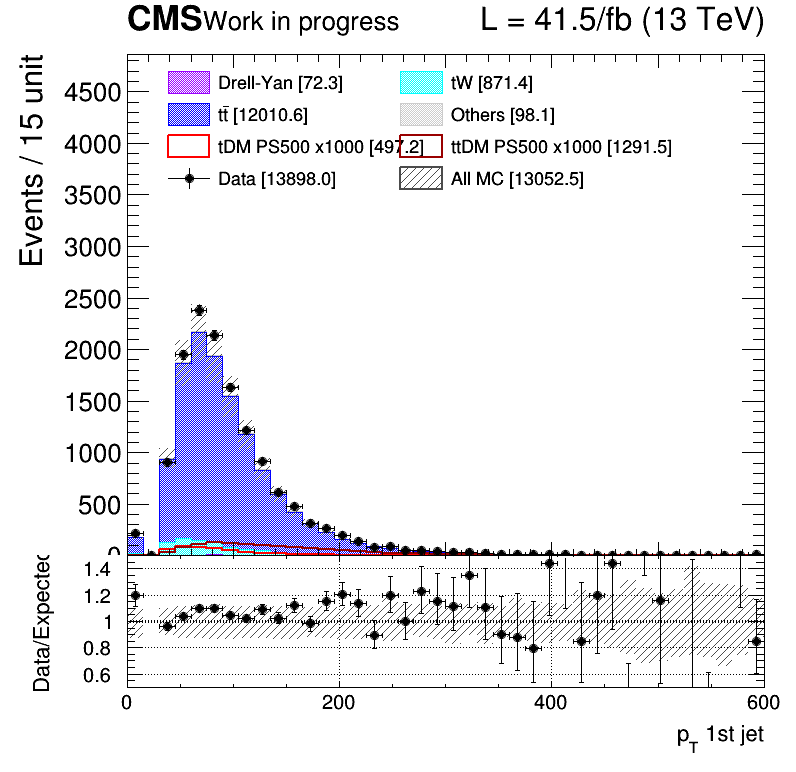 CMS Work in progress L = 41.5/fb (13 TeV)
Events / 15 unit
4500
4000
3500
3000
2500
2000
1500
1000
500
0
Drell-Yan [72.3] tW [871.4]
tt̄ [12010.6] Others [98.1]
tDM PS500 x1000 [497.2] ttDM PS500 x1000 [1291.5]
Data [13898.0] All MC [13052.5]
Data/Expected
1.4
1.2
1
0.8
0.6
0 200 400 600
p_T 1st jet